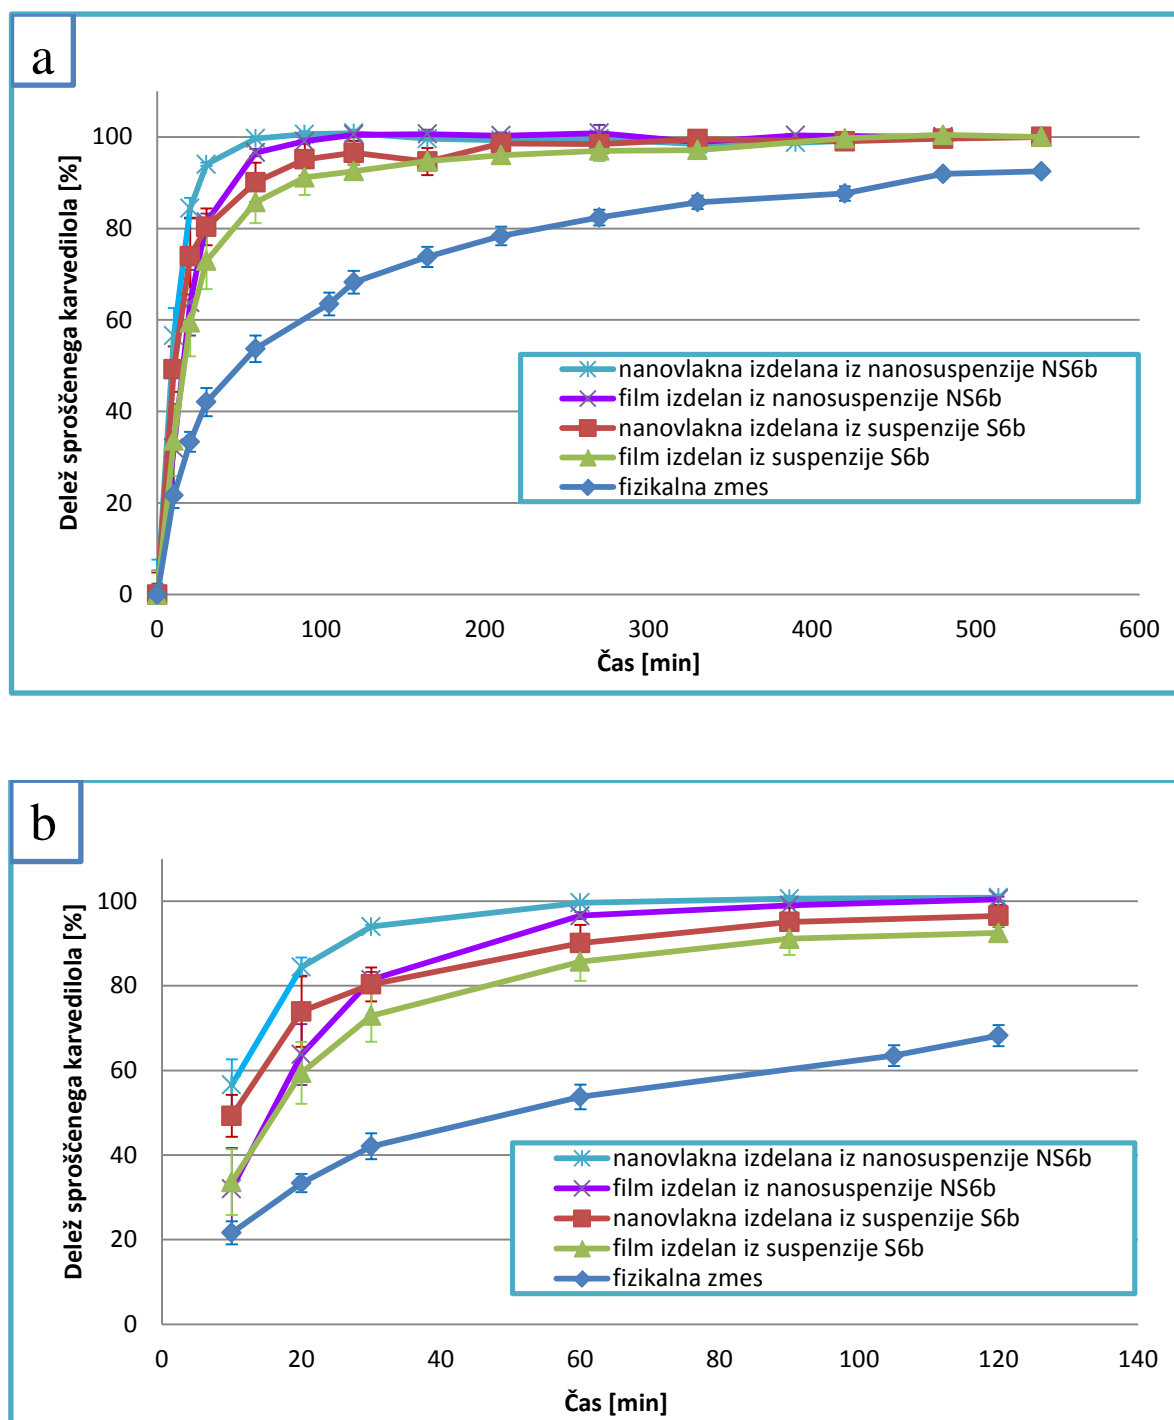 a
Delež sproščenega karvedilola [%]
100
80
60
40
20
0
nanovlakna izdelana iz nanosuspenzije NS6b
film izdelan iz nanosuspenzije NS6b
nanovlakna izdelana iz suspenzije S6b
film izdelan iz suspenzije S6b
fizikalna zmes
0 100 200 300 400 500 600
Čas [min]
b
Delež sproščenega karvedilola [%]
100
80
60
40
20
0
nanovlakna izdelana iz nanosuspenzije NS6b
film izdelan iz nanosuspenzije NS6b
nanovlakna izdelana iz suspenzije S6b
film izdelan iz suspenzije S6b
fizikalna zmes
0 20 40 60 80 100 120 140
Čas [min]